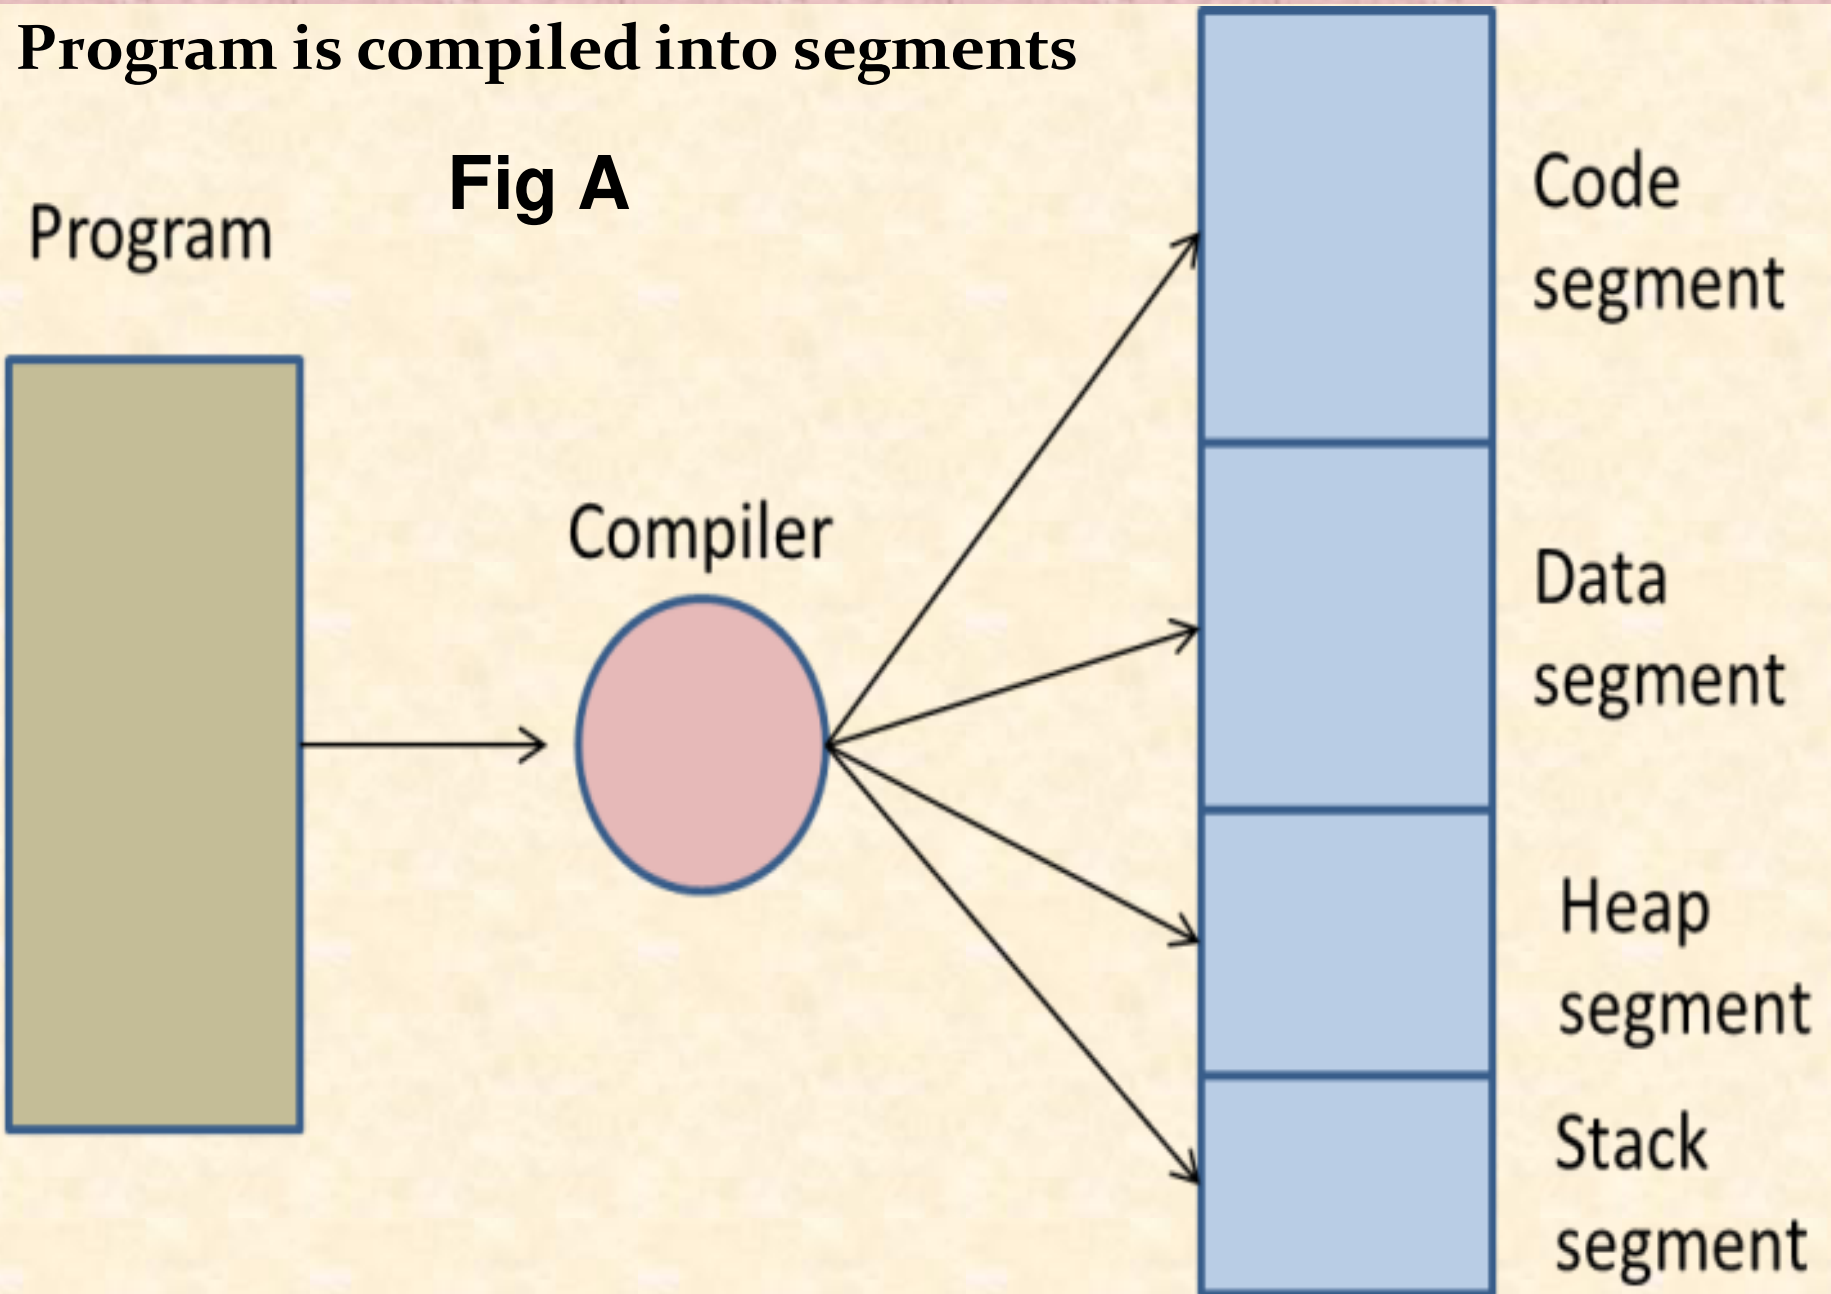 Program is compiled into segments
Fig A
Program
Compiler
Code
segment
Data
segment
Heap
segment
Stack
segment